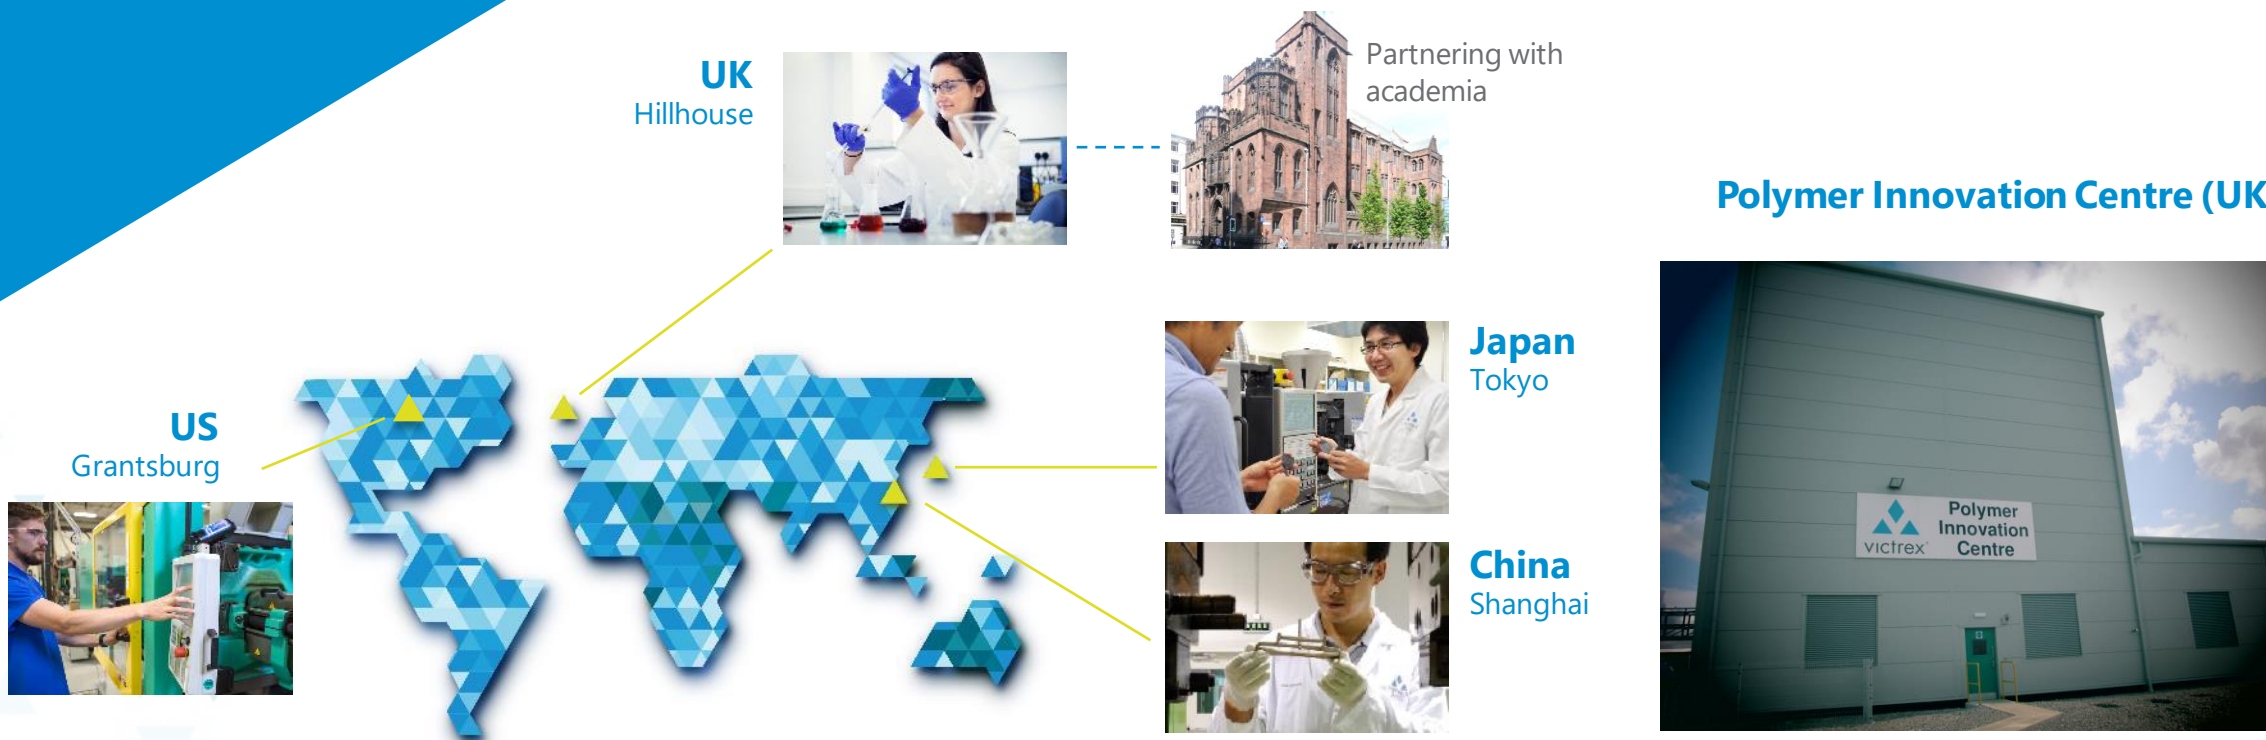 UK
Hillhouse
Partnering with
academia
Polymer Innovation Centre (UK
US
Grantsburg
Japan
Tokyo
China
Shanghai
victrex
Polymer
Innovation
Centre